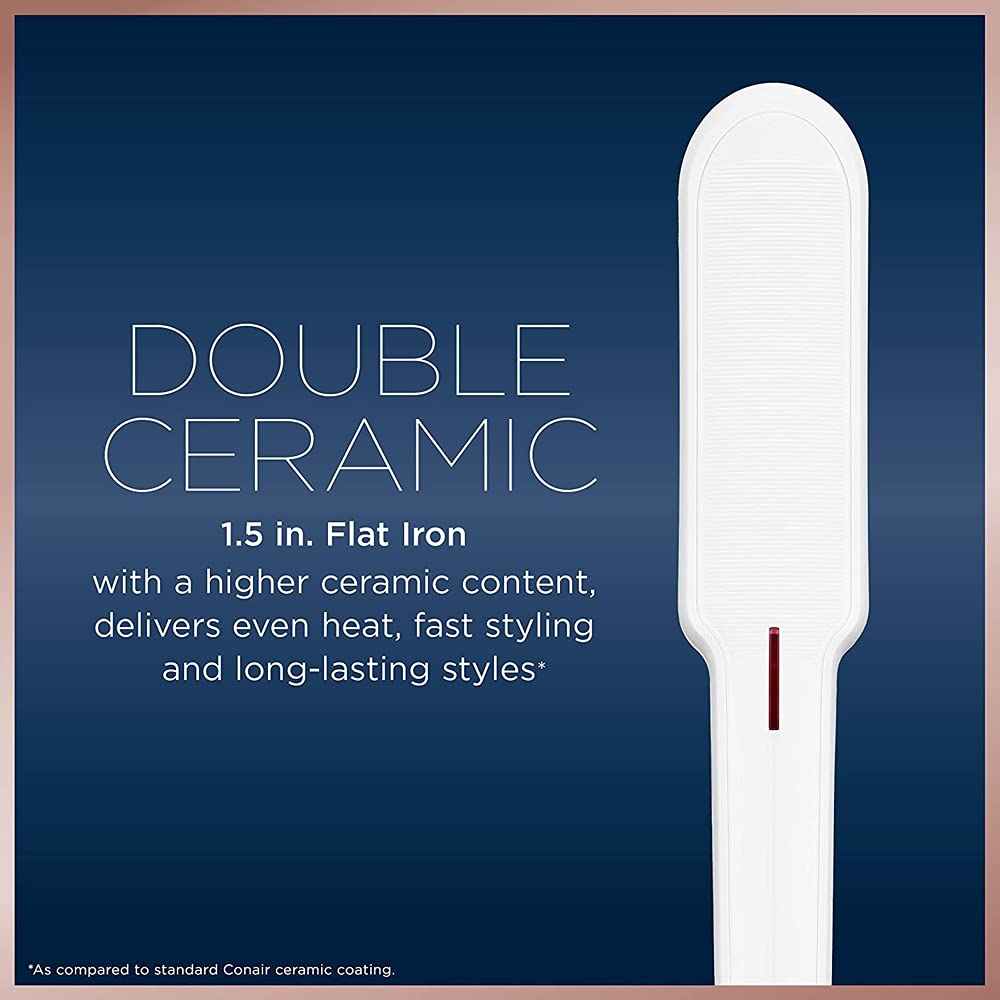 DOUBLE
CERAMIC
1.5 in. Flat Iron
with a higher ceramic content,
delivers even heat, fast styling
and long-lasting styles*
*As compared to standard Conair ceramic coating.